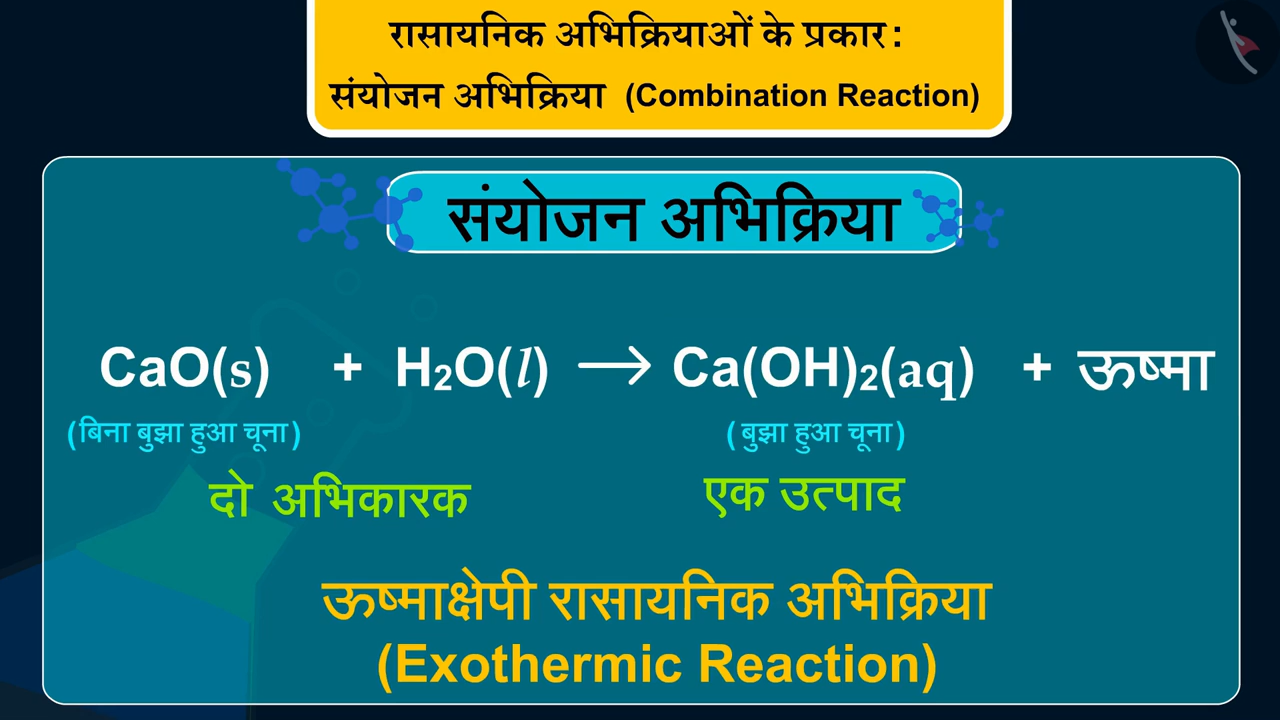 रासायनिक अभिक्रियाओं के प्रकार :
संयोजन अभिक्रिया (Combination Reaction)
संयोजन अभिक्रिया
CaO(s) + H₂O(l) → Ca(OH)₂(aq) + ऊष्मा
(बिना बुझा हुआ चूना) (बुझा हुआ चूना)
दो अभिकारक एक उत्पाद
ऊष्माक्षेपी रासायनिक अभिक्रिया
(Exothermic Reaction)